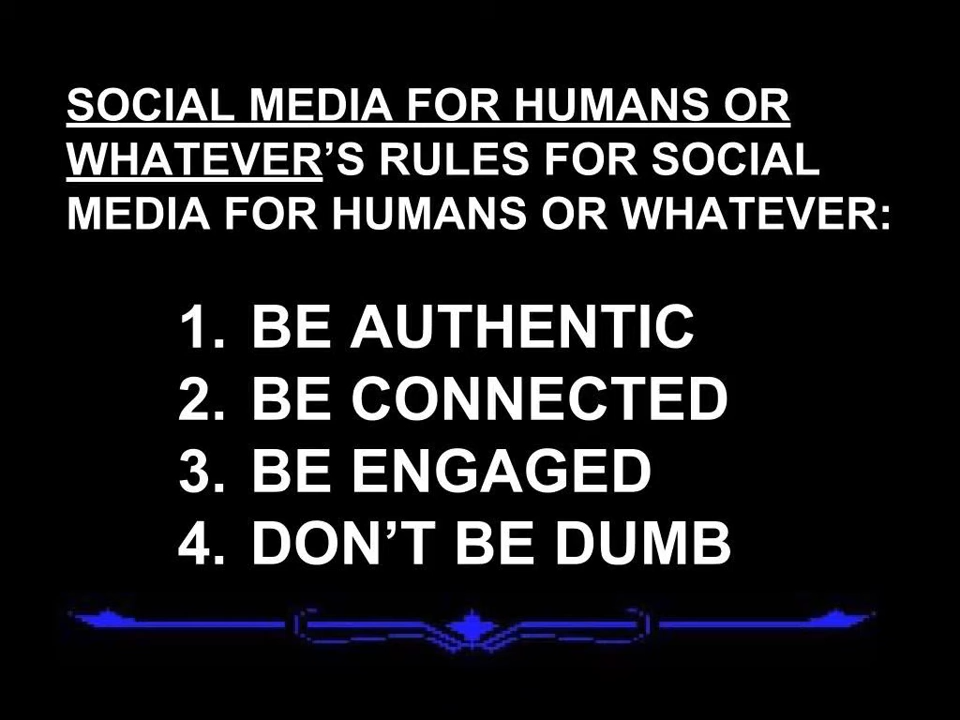 SOCIAL MEDIA FOR HUMANS OR
WHATEVER’S RULES FOR SOCIAL
MEDIA FOR HUMANS OR WHATEVER:
1. BE AUTHENTIC
2. BE CONNECTED
3. BE ENGAGED
4. DON’T BE DUMB